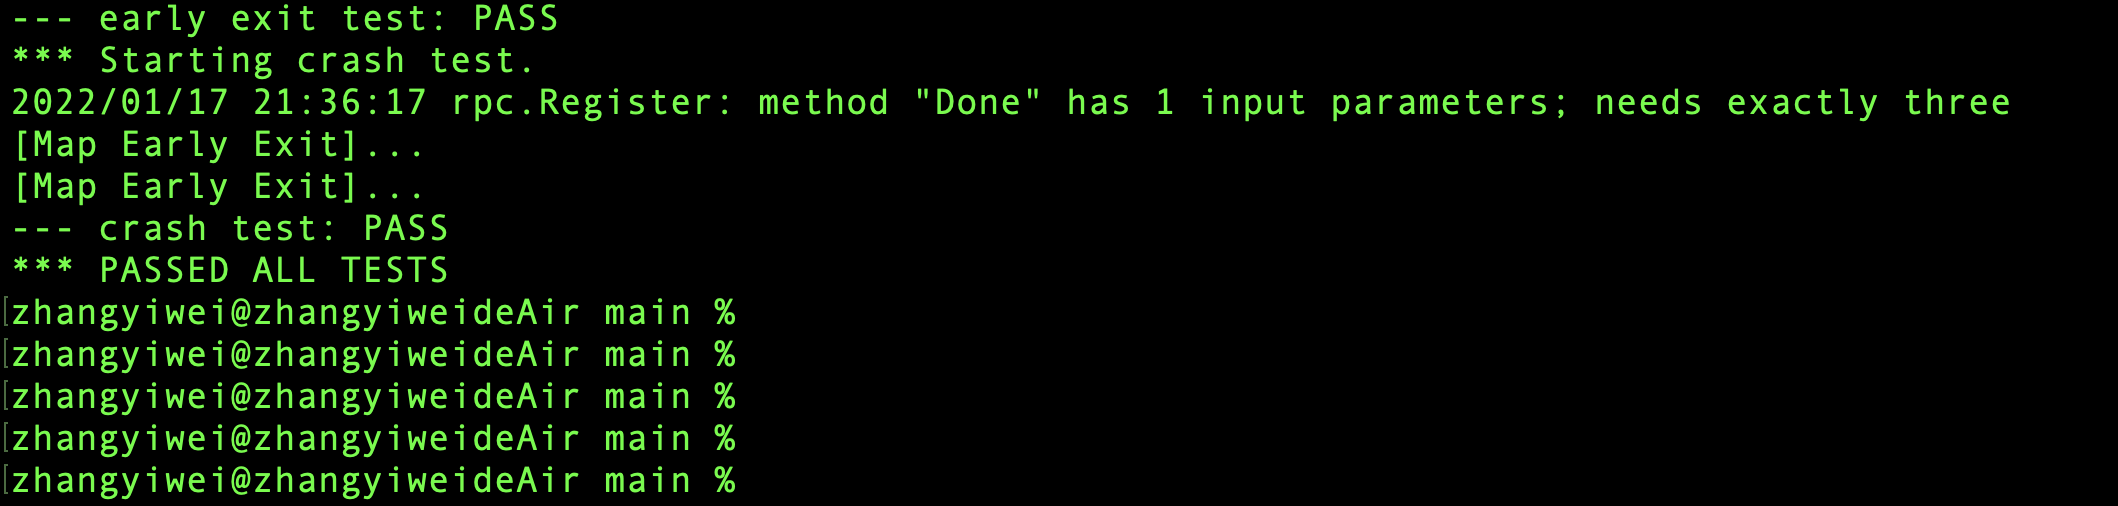 --- early exit test: PASS
*** Starting crash test.
2022/01/17 21:36:17 rpc.Register: method "Done" has 1 input parameters; needs exactly three
[Map Early Exit]...
[Map Early Exit]...
--- crash test: PASS
*** PASSED ALL TESTS
[zhangyiwei@zhangyiweideAir main %
[zhangyiwei@zhangyiweideAir main %
[zhangyiwei@zhangyiweideAir main %
[zhangyiwei@zhangyiweideAir main %
[zhangyiwei@zhangyiweideAir main %